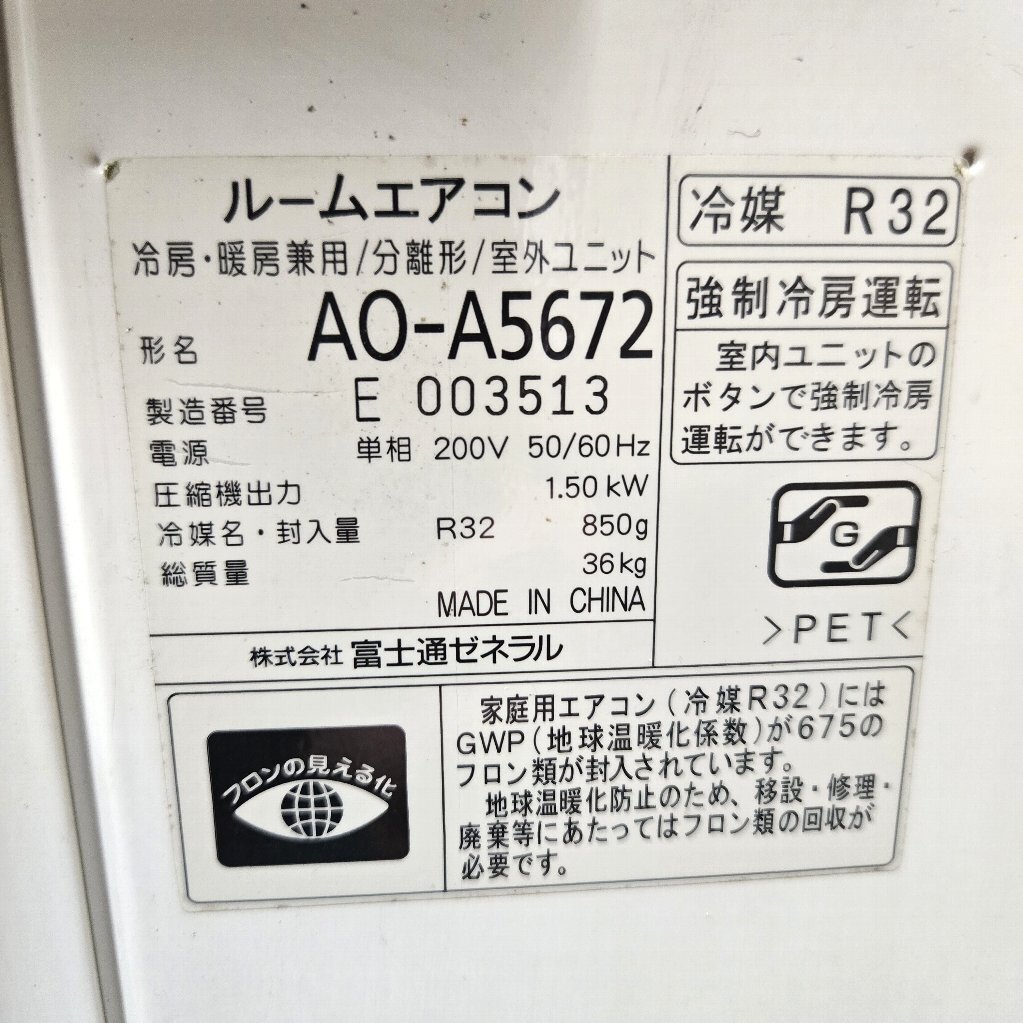 ルームエアコン
冷房・暖房兼用/分離形/室外ユニット
形名 AO-A5672
製造番号 E 003513
電源 単相 200V 50/60Hz
圧縮機出力 1.50 kW
冷媒名・封入量 R32 850g
総質量 36kg
MADE IN CHINA
株式会社 富士通ゼネラル
冷媒 R32
強制冷房運転
室内ユニットの
ボタンで強制冷房
運転ができます。
G
>PET<
フロンの見える化
家庭用エアコン(冷媒R32)には
GWP(地球温暖化係数)が675の
フロン類が封入されています。
地球温暖化防止のため、移設・修理・
廃棄等にあたってはフロン類の回収が
必要です。